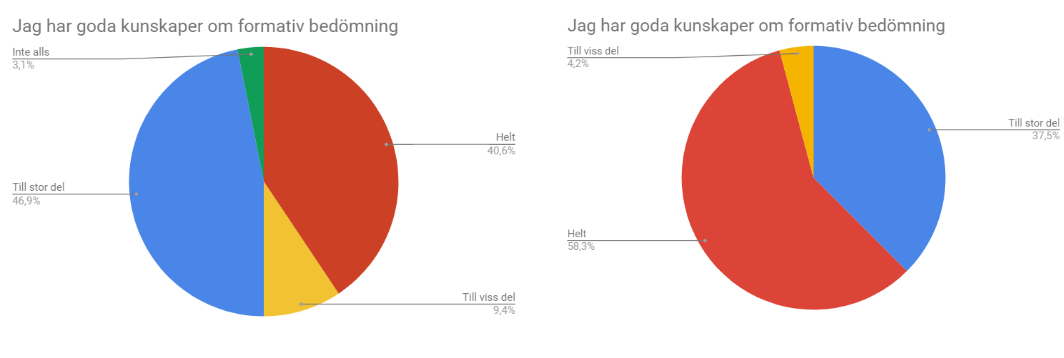 Jag har goda kunskaper om formativ bedömning
Inte alls
3,1%
Helt
40,6%
Till stor del
46,9%
Till viss del
9,4%
Jag har goda kunskaper om formativ bedömning
Till viss del
4,2%
Till stor del
37,5%
Helt
58,3%